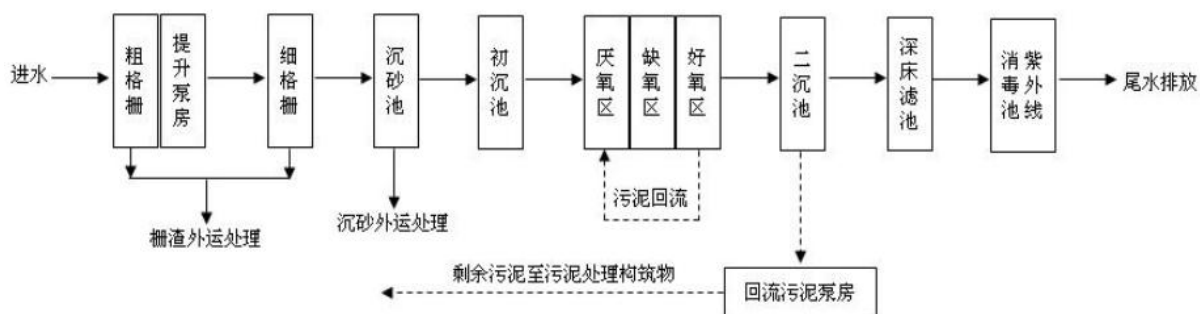 进水
粗格栅
提升泵房
细格栅
沉砂池
初沉池
厌氧区
缺氧区
好氧区
二沉池
深床滤池
紫外线
消毒池
尾水排放
污泥回流
栅渣外运处理
沉砂外运处理
剩余污泥至污泥处理构筑物
回流污泥泵房